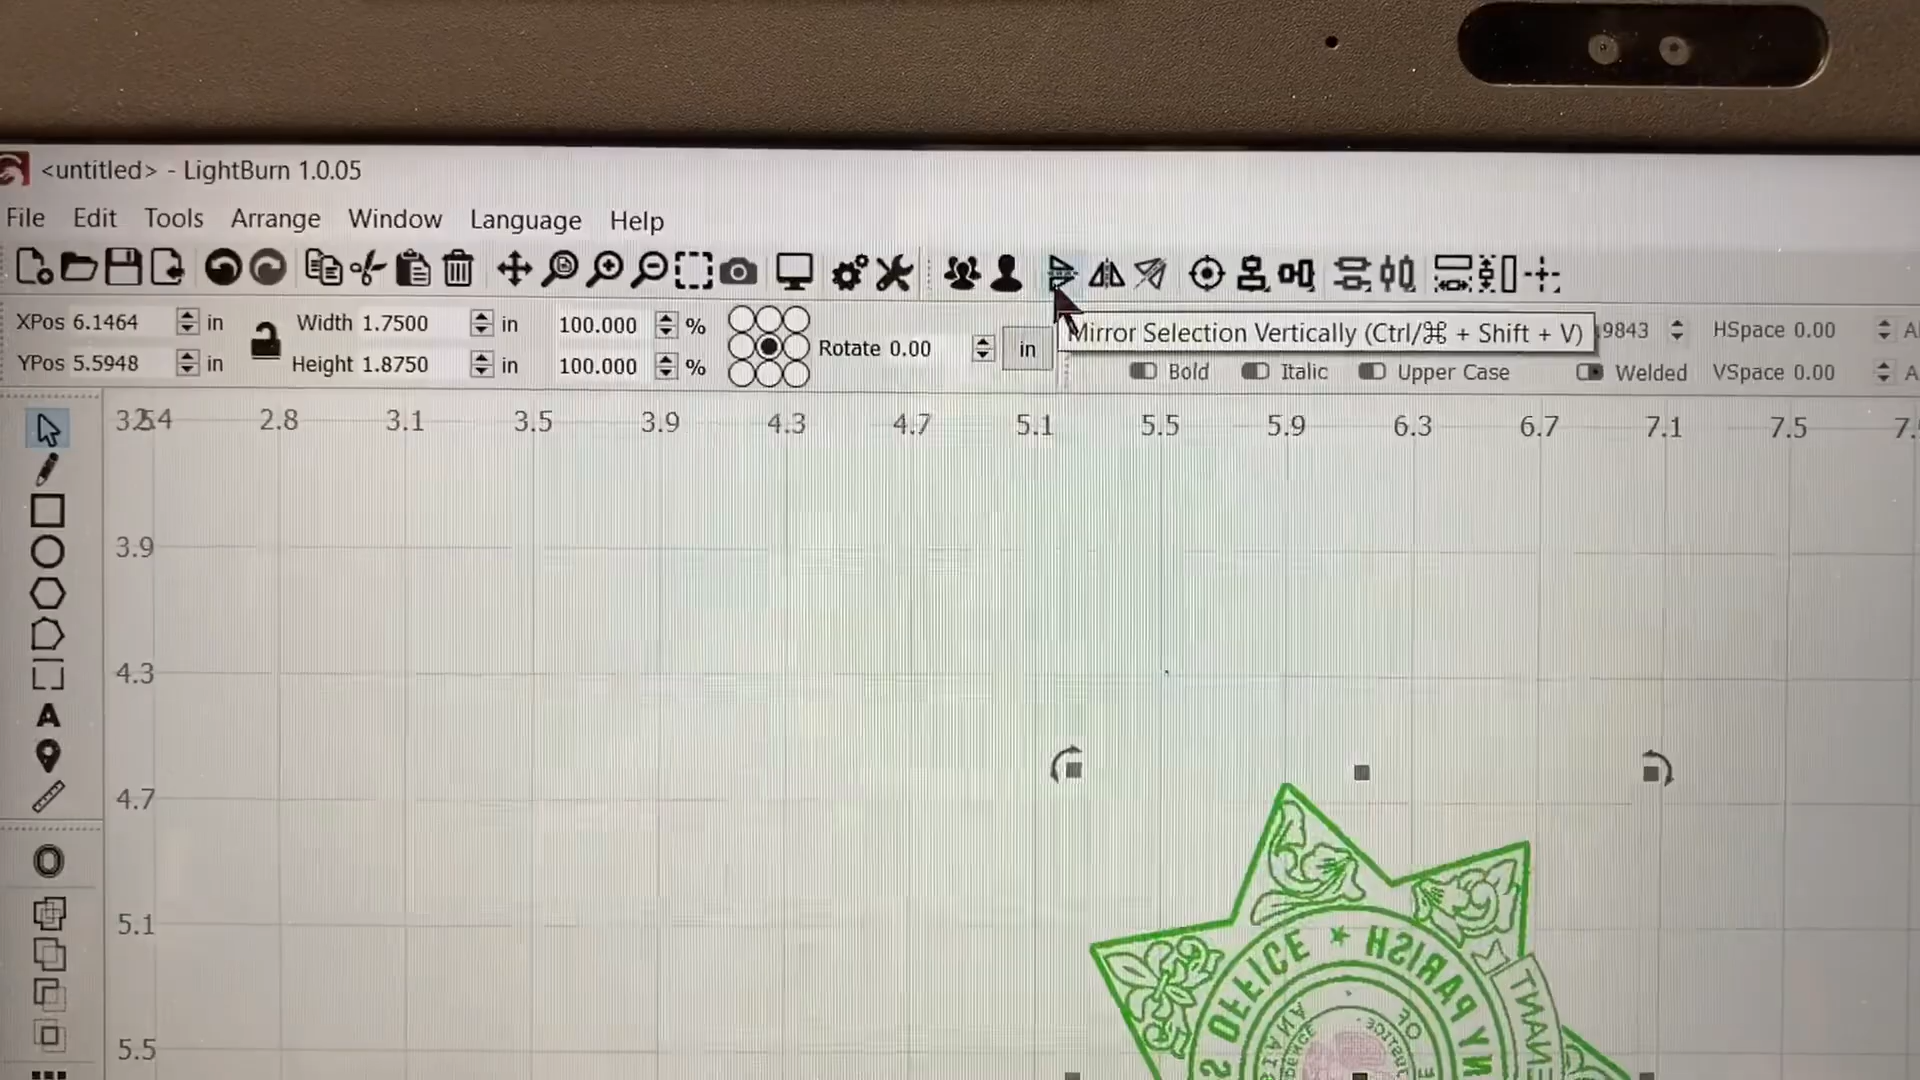 <untitled> - LightBurn 1.0.05
File Edit Tools Arrange Window Language Help
XPos 6.1464 in Width 1.7500 in 100.000 % Rotate 0.00 in Mirror Selection Vertically (Ctrl/⌘ + Shift + V) 9843 HSpace 0.00
YPos 5.5948 in Height 1.8750 in 100.000 % Bold Italic Upper Case Welded VSpace 0.00
2.8 3.1 3.5 3.9 4.3 4.7 5.1 5.5 5.9 6.3 6.7 7.1 7.5
3.9
4.3
4.7
5.1
5.5
A
OFFICE ★ PARISH
OF